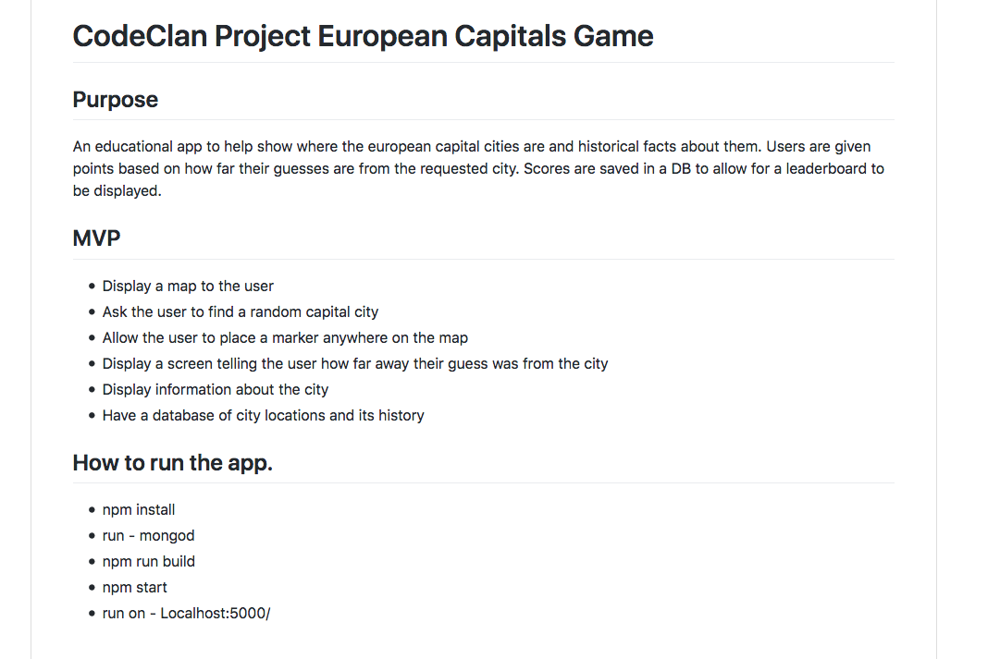 CodeClan Project European Capitals Game
Purpose
An educational app to help show where the european capital cities are and historical facts about them. Users are given
points based on how far their guesses are from the requested city. Scores are saved in a DB to allow for a leaderboard to
be displayed.
MVP
• Display a map to the user
• Ask the user to find a random capital city
• Allow the user to place a marker anywhere on the map
• Display a screen telling the user how far away their guess was from the city
• Display information about the city
• Have a database of city locations and its history
How to run the app.
• npm install
• run - mongod
• npm run build
• npm start
• run on - Localhost:5000/